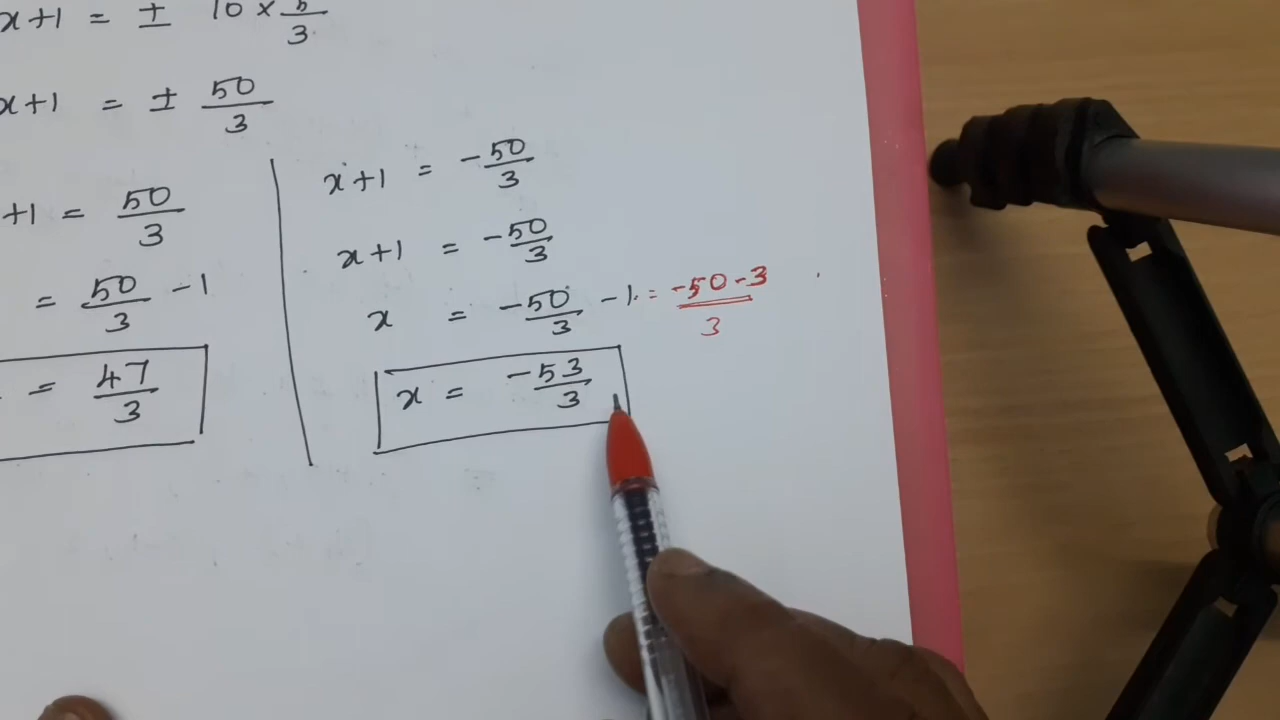 x+1 = ± 10 × 5/3
x+1 = ± 50/3
+1 = 50/3
= 50/3 - 1
= 47/3
x+1 = -50/3
x+1 = -50/3
x = -50/3 - 1 = -50-3/3
x = -53/3